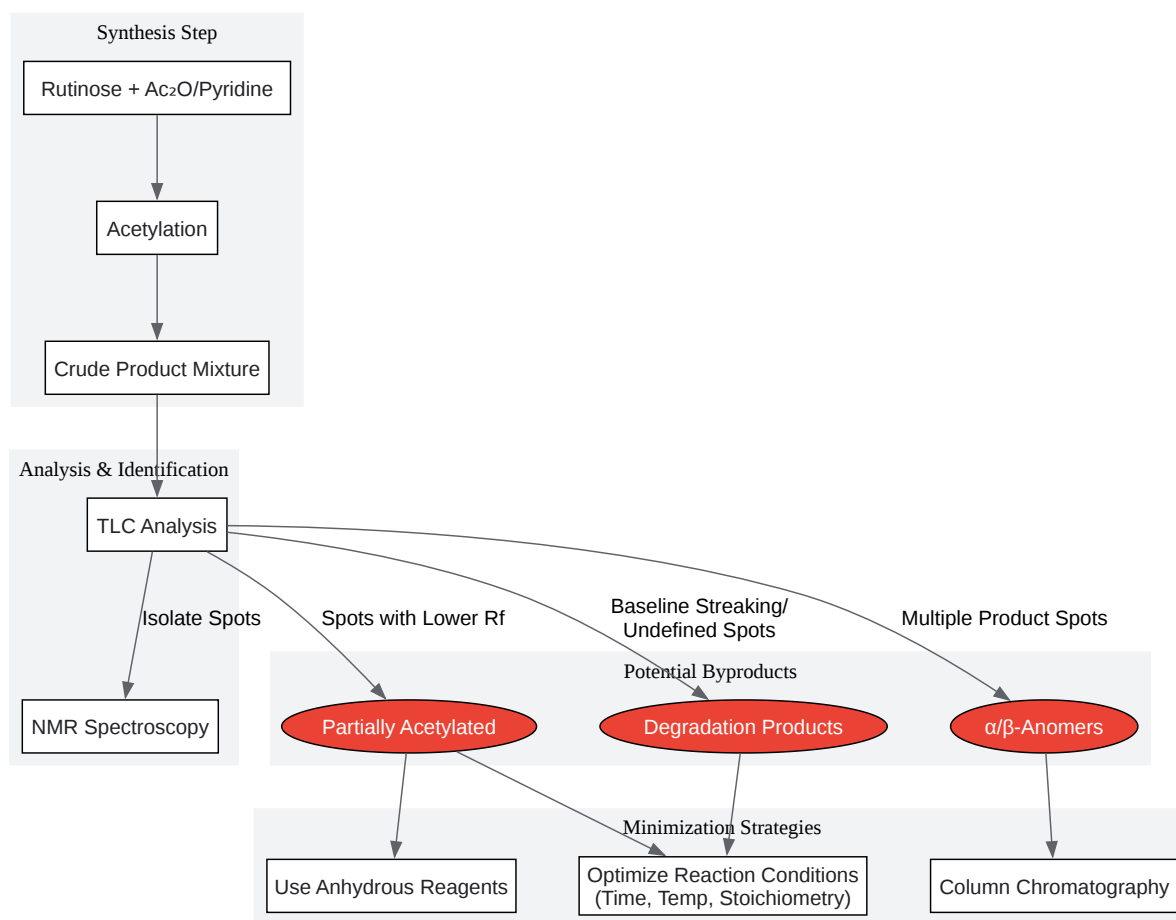 Synthesis Step
Rutinose + Ac₂O/Pyridine
Acetylation
Crude Product Mixture
Analysis & Identification
TLC Analysis
Isolate Spots
Spots with Lower Rf
Baseline Streaking/
Undefined Spots
Multiple Product Spots
Potential Byproducts
NMR Spectroscopy
Partially Acetylated
Degradation Products
α/β-Anomers
Minimization Strategies
Use Anhydrous Reagents
Optimize Reaction Conditions
(Time, Temp, Stoichiometry)
Column Chromatography